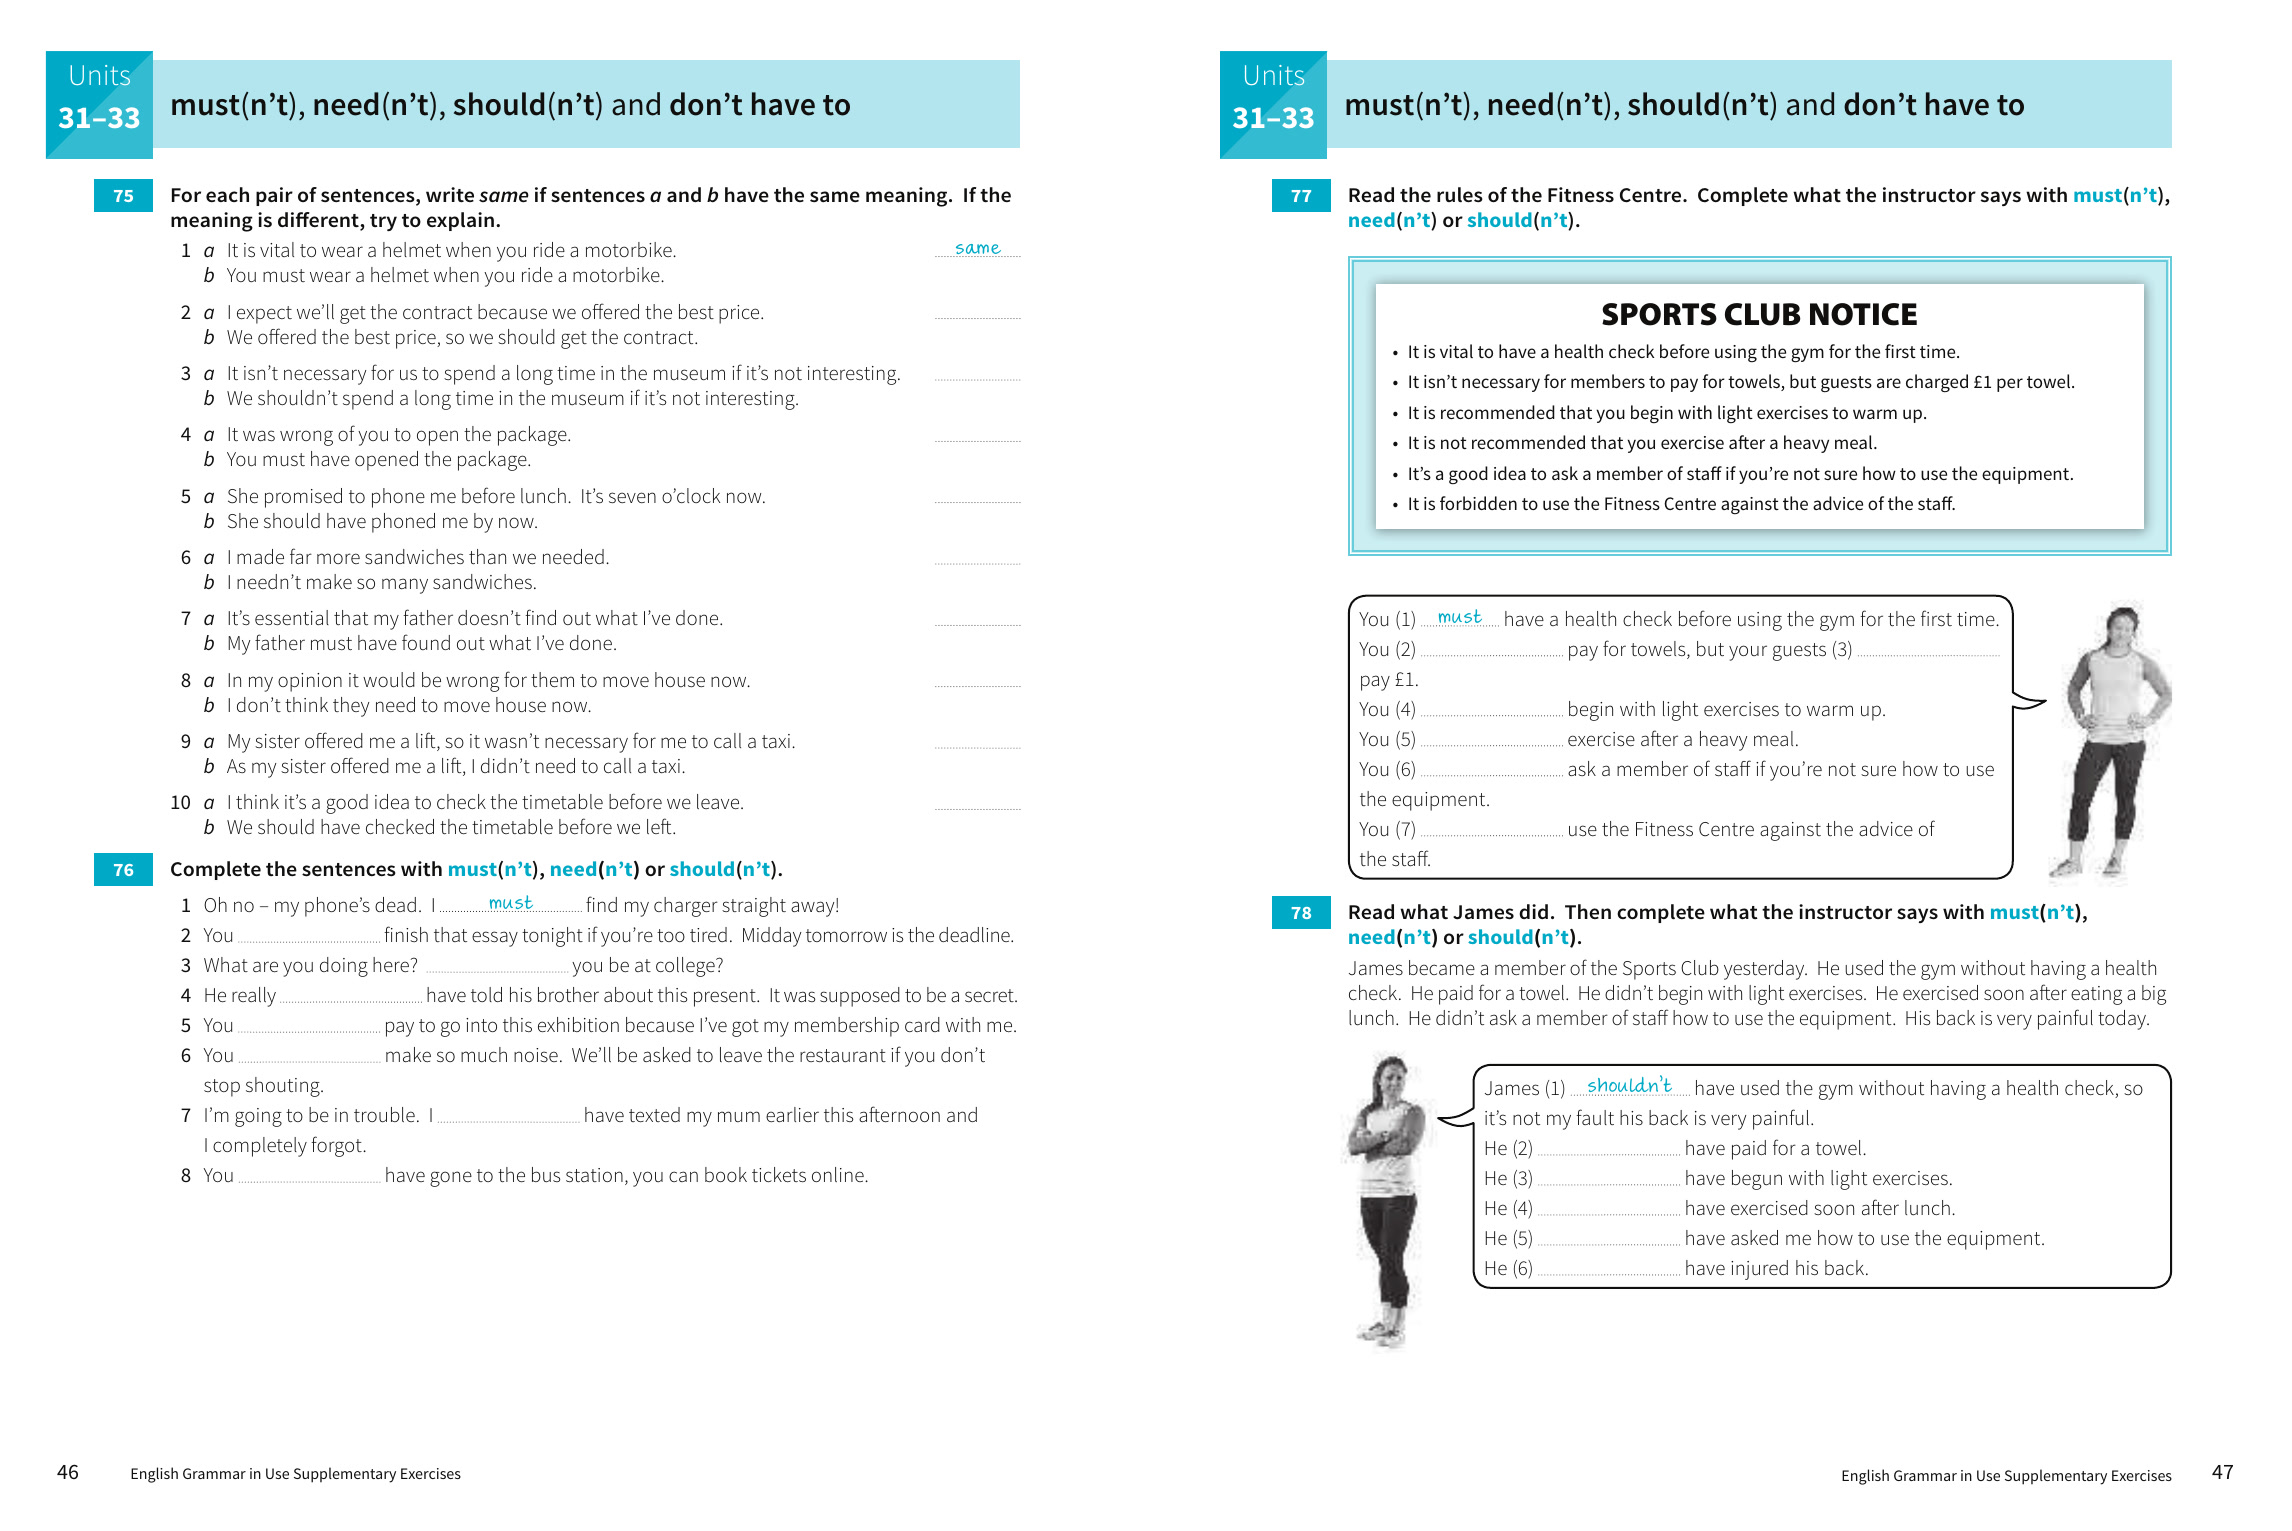 Units
31–33
must(n’t), need(n’t), should(n’t) and don’t have to
75
For each pair of sentences, write same if sentences a and b have the same meaning. If the
meaning is different, try to explain.
1 a It is vital to wear a helmet when you ride a motorbike. same
b You must wear a helmet when you ride a motorbike.
2 a I expect we’ll get the contract because we offered the best price.
b We offered the best price, so we should get the contract.
3 a It isn’t necessary for us to spend a long time in the museum if it’s not interesting.
b We shouldn’t spend a long time in the museum if it’s not interesting.
4 a It was wrong of you to open the package.
b You must have opened the package.
5 a She promised to phone me before lunch. It’s seven o’clock now.
b She should have phoned me by now.
6 a I made far more sandwiches than we needed.
b I needn’t make so many sandwiches.
7 a It’s essential that my father doesn’t find out what I’ve done.
b My father must have found out what I’ve done.
8 a In my opinion it would be wrong for them to move house now.
b I don’t think they need to move house now.
9 a My sister offered me a lift, so it wasn’t necessary for me to call a taxi.
b As my sister offered me a lift, I didn’t need to call a taxi.
10 a I think it’s a good idea to check the timetable before we leave.
b We should have checked the timetable before we left.
76
Complete the sentences with must(n’t), need(n’t) or should(n’t).
1 Oh no – my phone’s dead. I must find my charger straight away!
2 You ........ finish that essay tonight if you’re too tired. Midday tomorrow is the deadline.
3 What are you doing here? ........ you be at college?
4 He really ........ have told his brother about this present. It was supposed to be a secret.
5 You ........ pay to go into this exhibition because I’ve got my membership card with me.
6 You ........ make so much noise. We’ll be asked to leave the restaurant if you don’t
stop shouting.
7 I’m going to be in trouble. I ........ have texted my mum earlier this afternoon and
I completely forgot.
8 You ........ have gone to the bus station, you can book tickets online.
46 English Grammar in Use Supplementary Exercises
Units
31–33
must(n’t), need(n’t), should(n’t) and don’t have to
77
Read the rules of the Fitness Centre. Complete what the instructor says with must(n’t),
need(n’t) or should(n’t).
SPORTS CLUB NOTICE
• It is vital to have a health check before using the gym for the first time.
• It isn’t necessary for members to pay for towels, but guests are charged £1 per towel.
• It is recommended that you begin with light exercises to warm up.
• It is not recommended that you exercise after a heavy meal.
• It’s a good idea to ask a member of staff if you’re not sure how to use the equipment.
• It is forbidden to use the Fitness Centre against the advice of the staff.
You (1) must have a health check before using the gym for the first time.
You (2) ........ pay for towels, but your guests (3) ........
pay £1.
You (4) ........ begin with light exercises to warm up.
You (5) ........ exercise after a heavy meal.
You (6) ........ ask a member of staff if you’re not sure how to use
the equipment.
You (7) ........ use the Fitness Centre against the advice of
the staff.
78
Read what James did. Then complete what the instructor says with must(n’t),
need(n’t) or should(n’t).
James became a member of the Sports Club yesterday. He used the gym without having a health
check. He paid for a towel. He didn’t begin with light exercises. He exercised soon after eating a big
lunch. He didn’t ask a member of staff how to use the equipment. His back is very painful today.
James (1) shouldn’t have used the gym without having a health check, so
it’s not my fault his back is very painful.
He (2) ........ have paid for a towel.
He (3) ........ have begun with light exercises.
He (4) ........ have exercised soon after lunch.
He (5) ........ have asked me how to use the equipment.
He (6) ........ have injured his back.
English Grammar in Use Supplementary Exercises 47